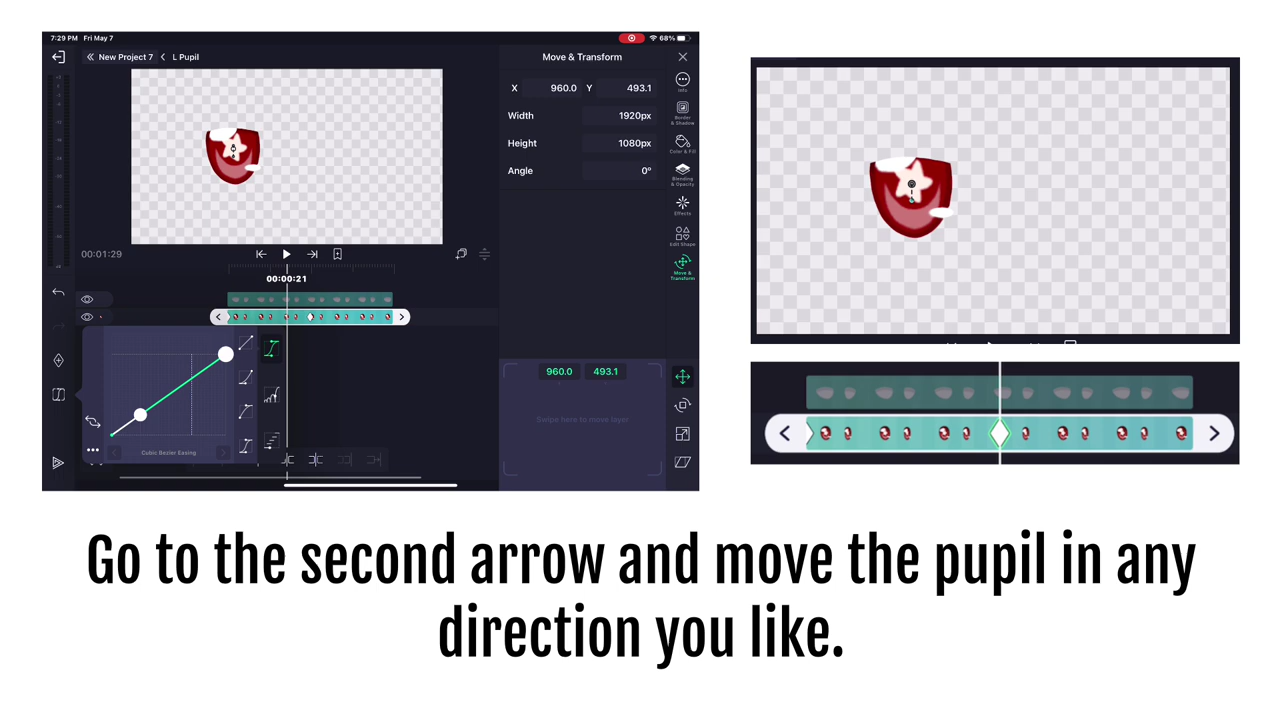 7:29 PM Fri May 7
68%
New Project 7
L Pupil
Move & Transform
X 960.0 Y 493.1
Width 1920px
Height 1080px
Angle 0°
Info
Border
& Shadow
Color & Fill
Blending
& Opacity
Effects
Edit Shape
Move &
Transform
00:01:29
00:00:21
960.0 493.1
Swipe here to move layer
Cubic Bezier Easing
Go to the second arrow and move the pupil in any
direction you like.